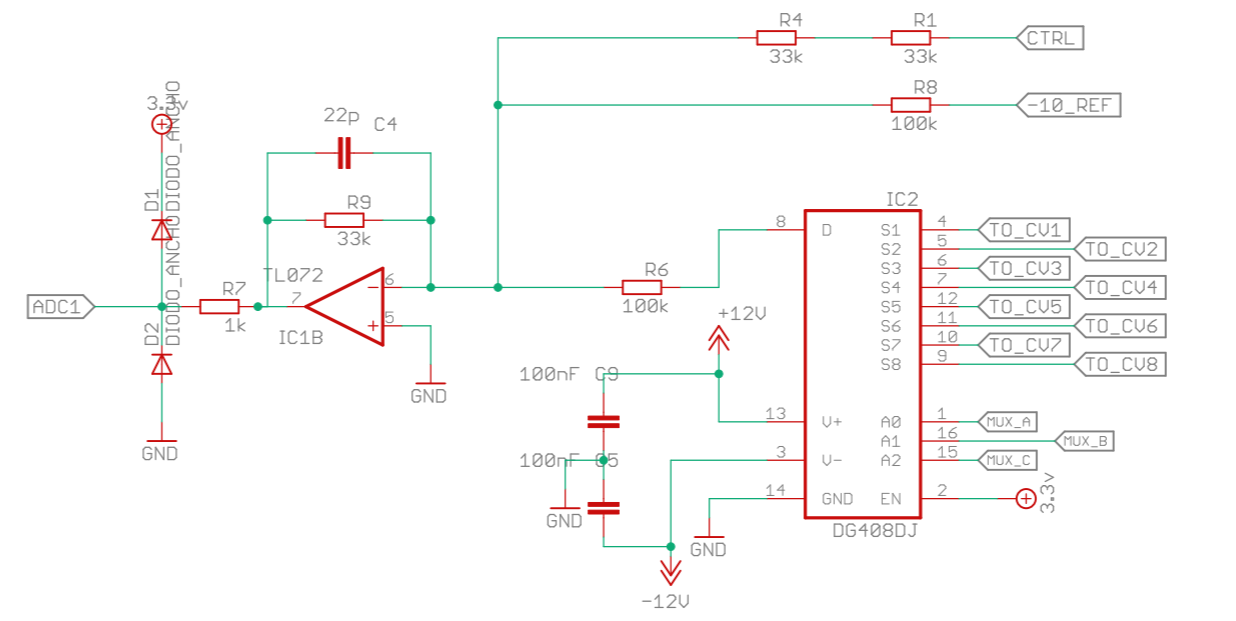 R4
33k
R1
33k
CTRL
R8
100k
-10_REF
3.3v
D1
DIODO_ANCHO
22p
C4
R9
33k
TL072
6
7
5
IC1B
ADC1
R7
1k
D2
DIODO_ANCHO
GND
GND
R6
100k
+12V
100nF C9
100nF C5
GND
-12V
GND
IC2
8 D
S1 4 TO_CV1
S2 5 TO_CV2
S3 6 TO_CV3
S4 7 TO_CV4
S5 12 TO_CV5
S6 11 TO_CV6
S7 10 TO_CV7
S8 9 TO_CV8
13 V+ A0 1 MUX_A
A1 16 MUX_B
3 V- A2 15 MUX_C
14 GND EN 2 3.3v
DG408DJ